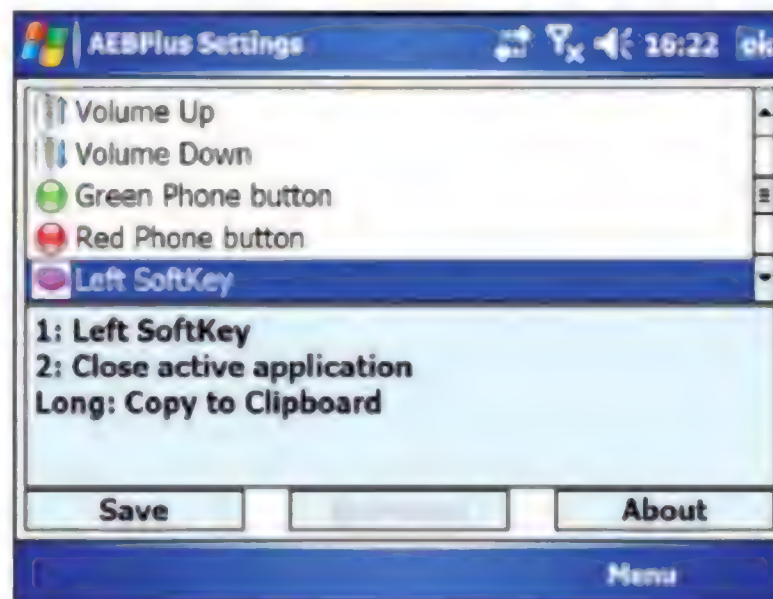 AEBPlus Settings 16:22 ok
Volume Up
Volume Down
Green Phone button
Red Phone button
Left SoftKey
1: Left SoftKey
2: Close active application
Long: Copy to Clipboard
Save About
Menu